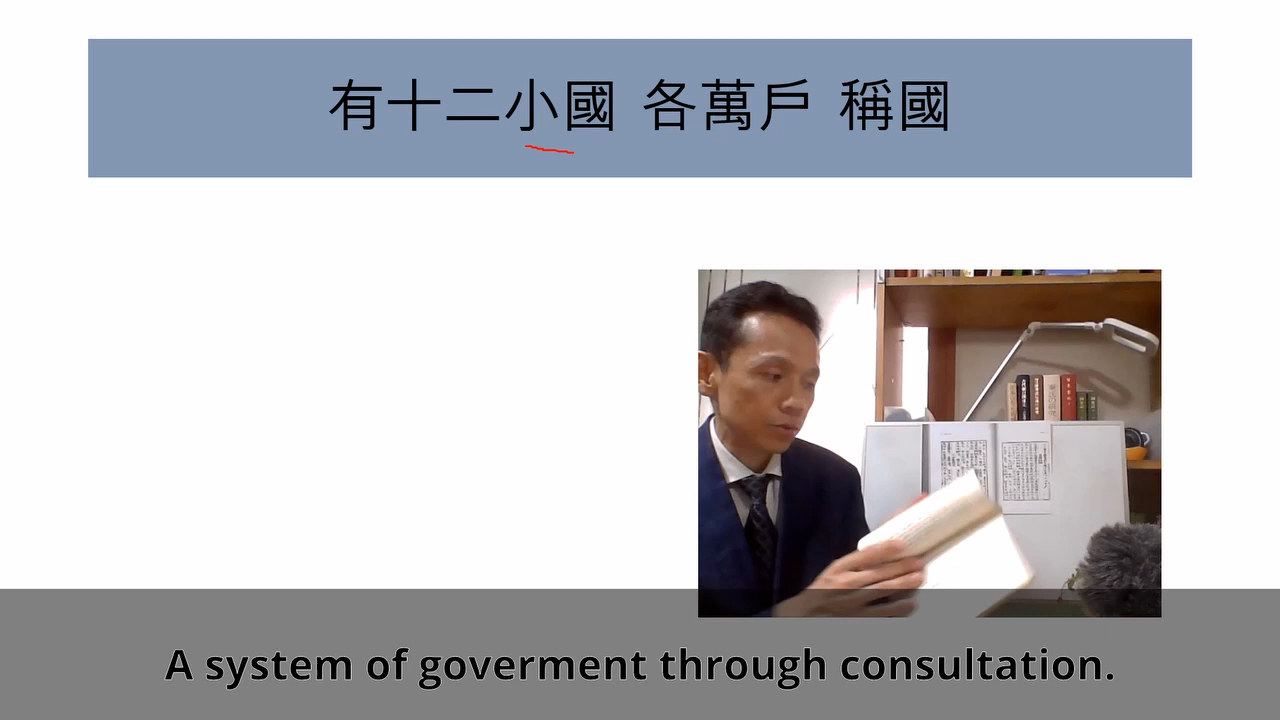 有十二小國 各萬戶 稱國
A system of goverment through consultation.